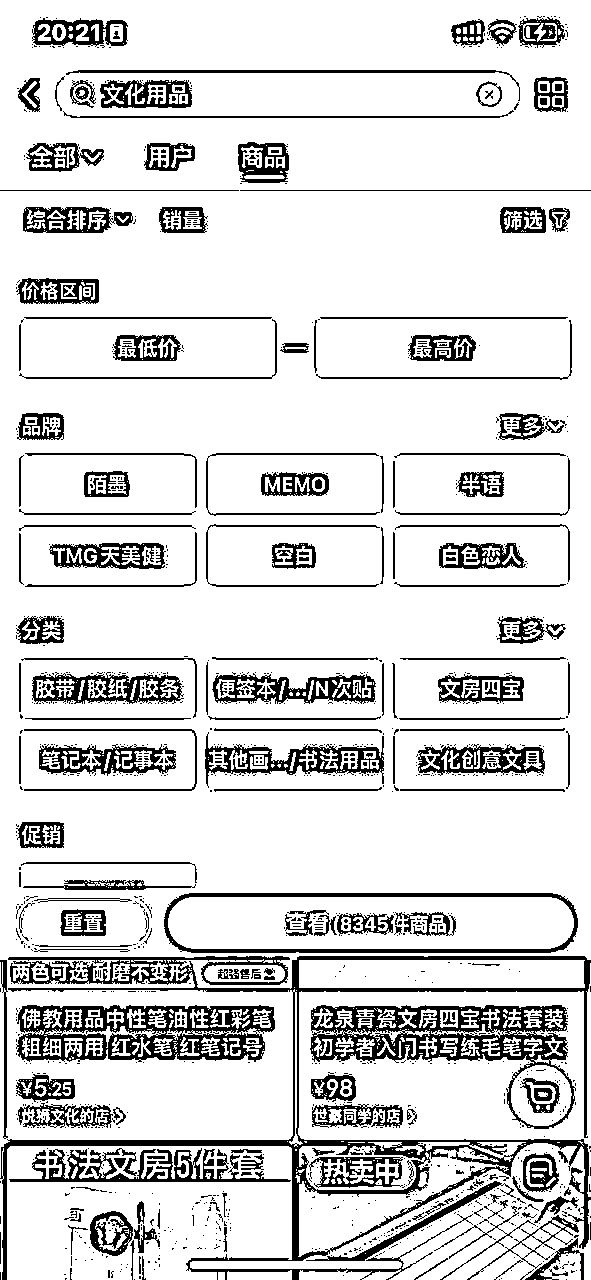 20:21
文化用品
全部 用户 商品
综合排序 销量 筛选
价格区间
最低价 最高价
品牌 更多
陌墨 MEMO 半语
TMG天美健 空白 白色恋人
分类 更多
胶带/胶纸/胶条 便签本/.../N次贴 文房四宝
笔记本/记事本 其他画.../书法用品 文化创意文具
促销
重置 查看(8345件商品)
两色可选 耐磨不变形 超强售后
佛教用品中性笔油性红彩笔 龙泉青瓷文房四宝书法套装
粗细两用 红水笔 红笔记号 初学者入门书写练毛笔字文
¥5.25 ¥98
文化的店 世豪同学的店
书法文房5件套 热卖中